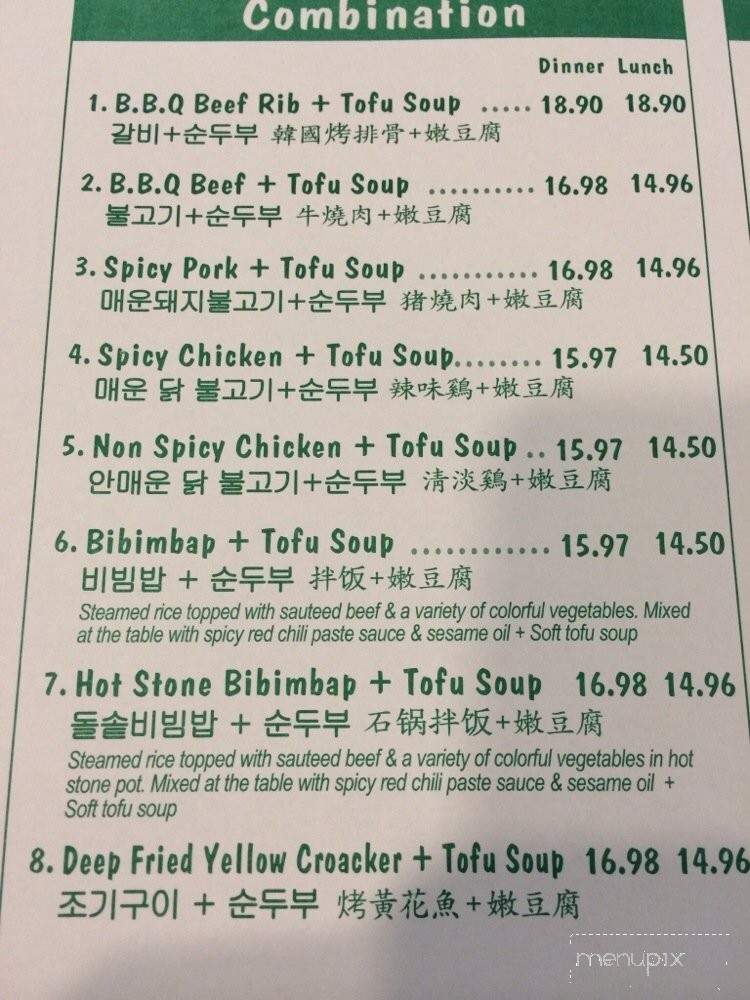 Combination
Dinner Lunch
1. B.B.Q Beef Rib + Tofu Soup ..... 18.90 18.90
갈비+순두부 韓國烤排骨+嫩豆腐
2. B.B.Q Beef + Tofu Soup .......... 16.98 14.96
불고기+순두부 牛燒肉+嫩豆腐
3. Spicy Pork + Tofu Soup ........... 16.98 14.96
매운돼지불고기+순두부 猪燒肉+嫩豆腐
4. Spicy Chicken + Tofu Soup........ 15.97 14.50
매운 닭 불고기+순두부 辣味鷄+嫩豆腐
5. Non Spicy Chicken + Tofu Soup .. 15.97 14.50
안매운 닭 불고기+순두부 清淡鷄+嫩豆腐
6. Bibimbap + Tofu Soup ............ 15.97 14.50
비빔밥 + 순두부 拌饭+嫩豆腐
Steamed rice topped with sauteed beef & a variety of colorful vegetables. Mixed
at the table with spicy red chili paste sauce & sesame oil + Soft tofu soup
7. Hot Stone Bibimbap + Tofu Soup 16.98 14.96
돌솥비빔밥 + 순두부 石锅拌饭+嫩豆腐
Steamed rice topped with sauteed beef & a variety of colorful vegetables in hot
stone pot. Mixed at the table with spicy red chili paste sauce & sesame oil +
Soft tofu soup
8. Deep Fried Yellow Croacker + Tofu Soup 16.98 14.96
조기구이 + 순두부 烤黃花魚+嫩豆腐
menupix